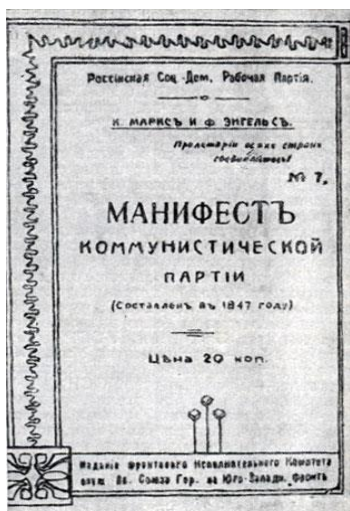 Россійская Соц.-Дем. Рабочая Партія.
К. Марксъ и Ф. Энгельсъ.
Пролетаріи всѣхъ странъ
соединяйтесь!
№ 7.
МАНИФЕСТЪ
КОММУНИСТИЧЕСКОЙ
ПАРТІИ
(Составленъ въ 1847 году)
Цѣна 20 коп.
Изданіе Фронтового Исполнительного Комитета
Вс. Союза Гор. на Юго-Западн. фронтѣ